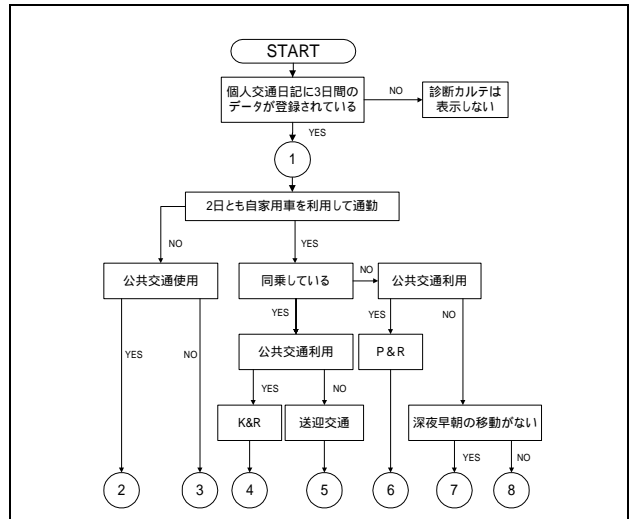 START
個人交通日記に3日間の
データが登録されている
NO
診断カルテは
表示しない
YES
1
2日とも自家用車を利用して通勤
NO
YES
公共交通使用
同乗している
NO
公共交通利用
YES
YES
NO
YES
NO
公共交通利用
P&R
YES
NO
K&R
送迎交通
深夜早朝の移動がない
YES
NO
2
3
4
5
6
7
8